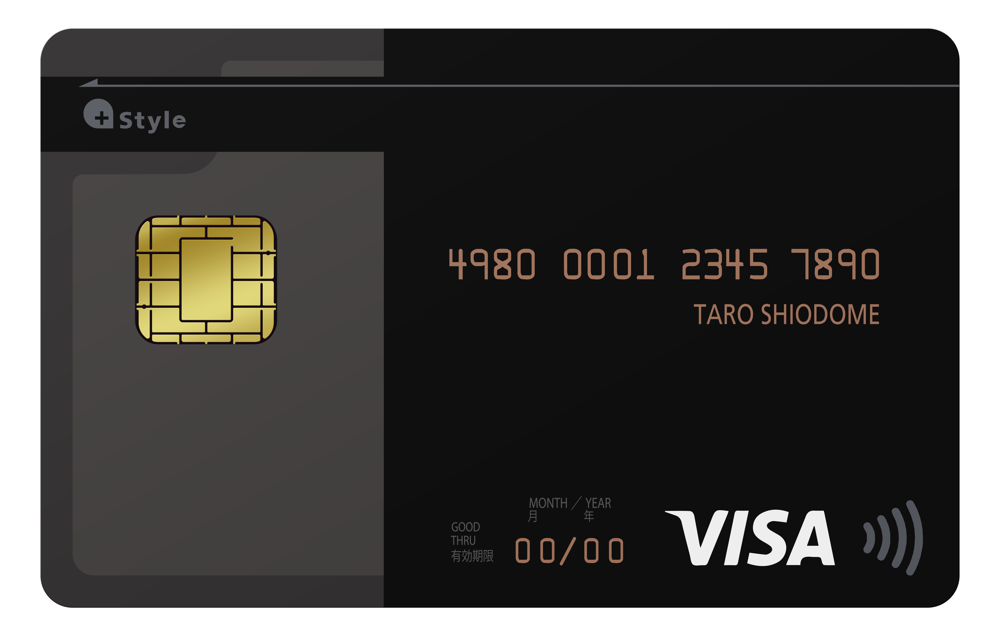 +Style
4980 0001 2345 7890
TARO SHIODOME
MONTH / YEAR
月 年
GOOD
THRU
有効期限
00/00
VISA